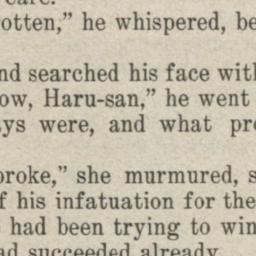 otten,” he whispered, be
nd searched his face wit
ow, Haru-san,” he went
ys were, and what pr
broke,” she murmured, s
f his infatuation for the
had been trying to win
ad succeeded already